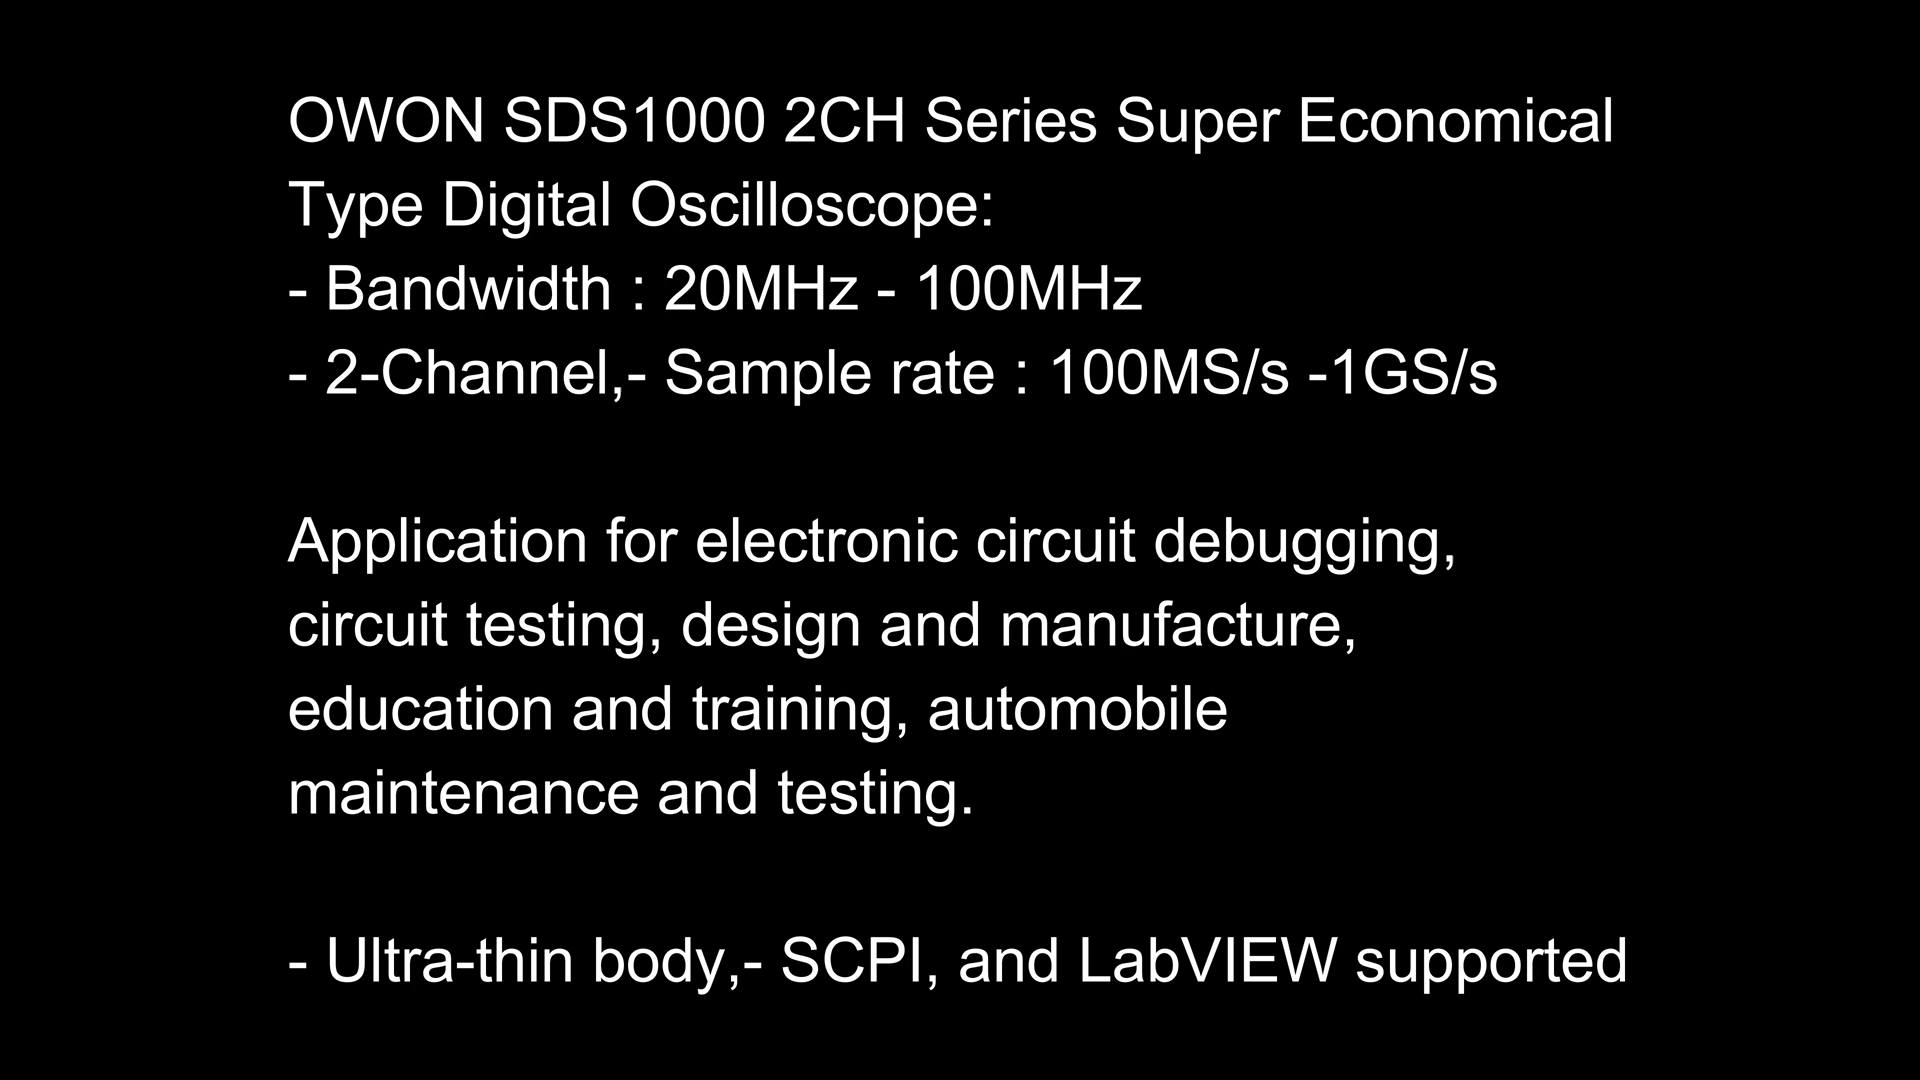 OWON SDS1000 2CH Series Super Economical
Type Digital Oscilloscope:
- Bandwidth : 20MHz - 100MHz
- 2-Channel,- Sample rate : 100MS/s -1GS/s
Application for electronic circuit debugging,
circuit testing, design and manufacture,
education and training, automobile
maintenance and testing.
- Ultra-thin body,- SCPI, and LabVIEW supported